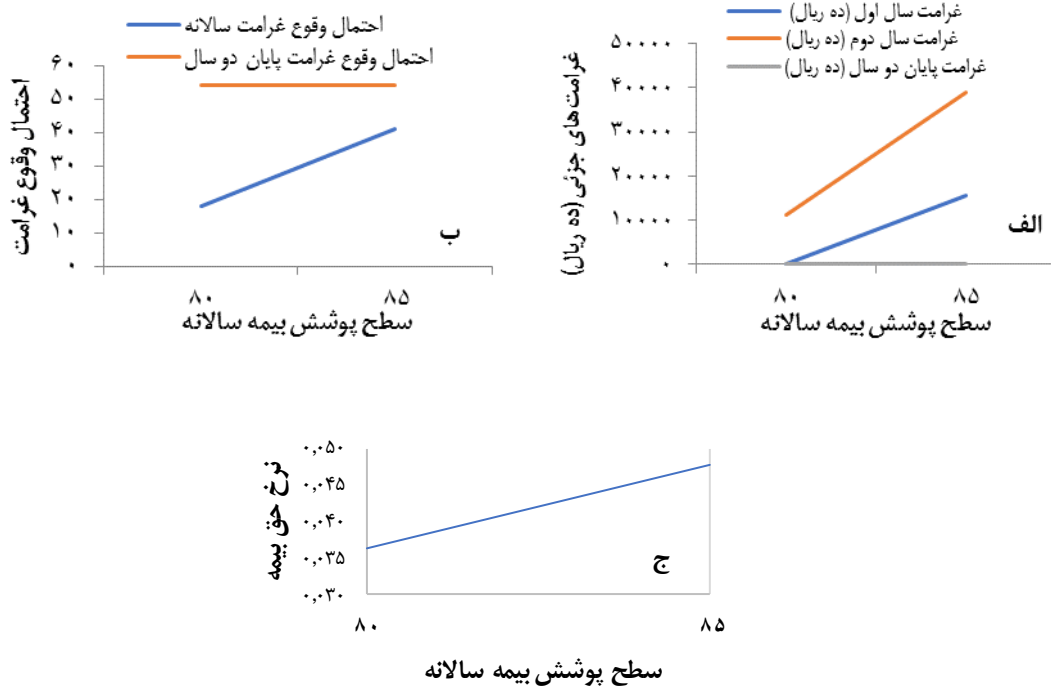 غرامت سال اول (ده ریال)
غرامت سال دوم (ده ریال)
غرامت پایان دو سال (ده ریال)
غرامت‌های جزئی (ده ریال)
۵۰۰۰۰
۴۰۰۰۰
۳۰۰۰۰
۲۰۰۰۰
۱۰۰۰۰
۰
الف
۸۰ ۸۵
سطح پوشش بیمه سالانه
احتمال وقوع غرامت سالانه
احتمال وقوع غرامت پایان دو سال
احتمال وقوع غرامت
۶۰
۵۰
۴۰
۳۰
۲۰
۱۰
۰
ب
۸۰ ۸۵
سطح پوشش بیمه سالانه
نرخ حق بیمه
۰,۰۵۰
۰,۰۴۵
۰,۰۴۰
۰,۰۳۵
۰,۰۳۰
ج
۸۰ ۸۵
سطح پوشش بیمه سالانه